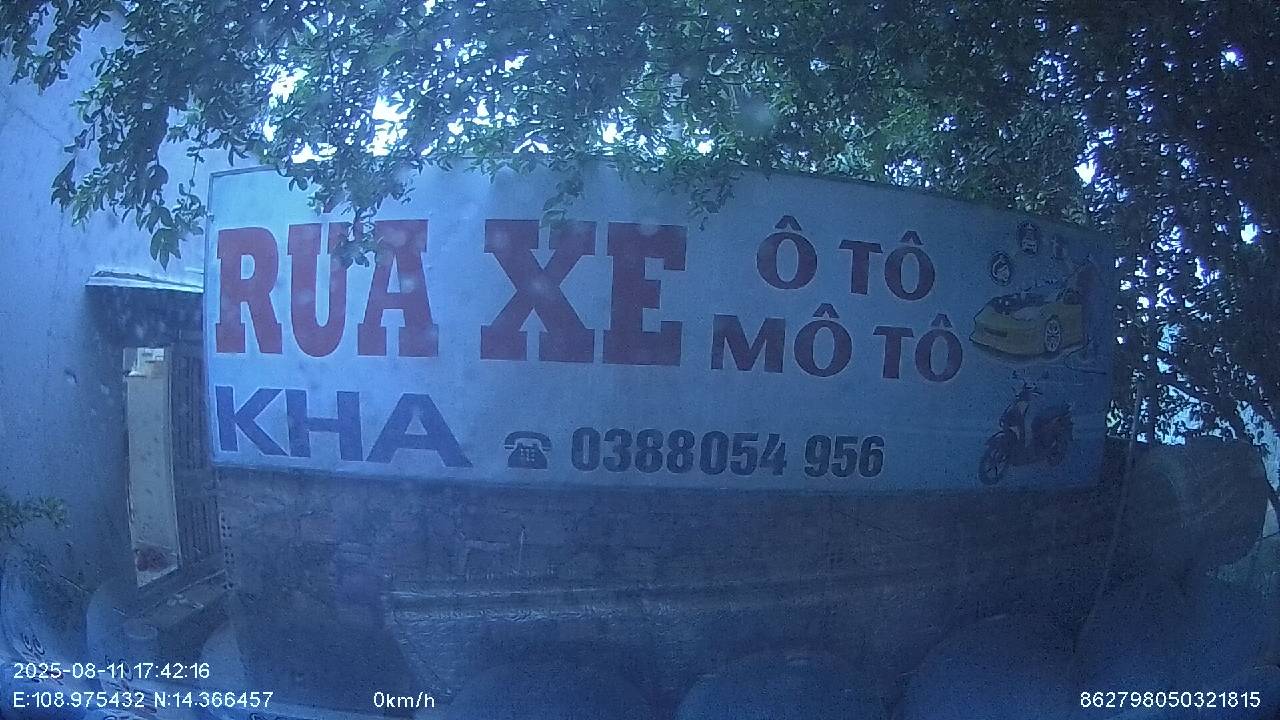 RỬA XE Ô TÔ
MÔ TÔ
KHA ☎ 0388054 956
2025-08-11 17:42:16
E:108.975432 N:14.366457 0km/h 862798050321815